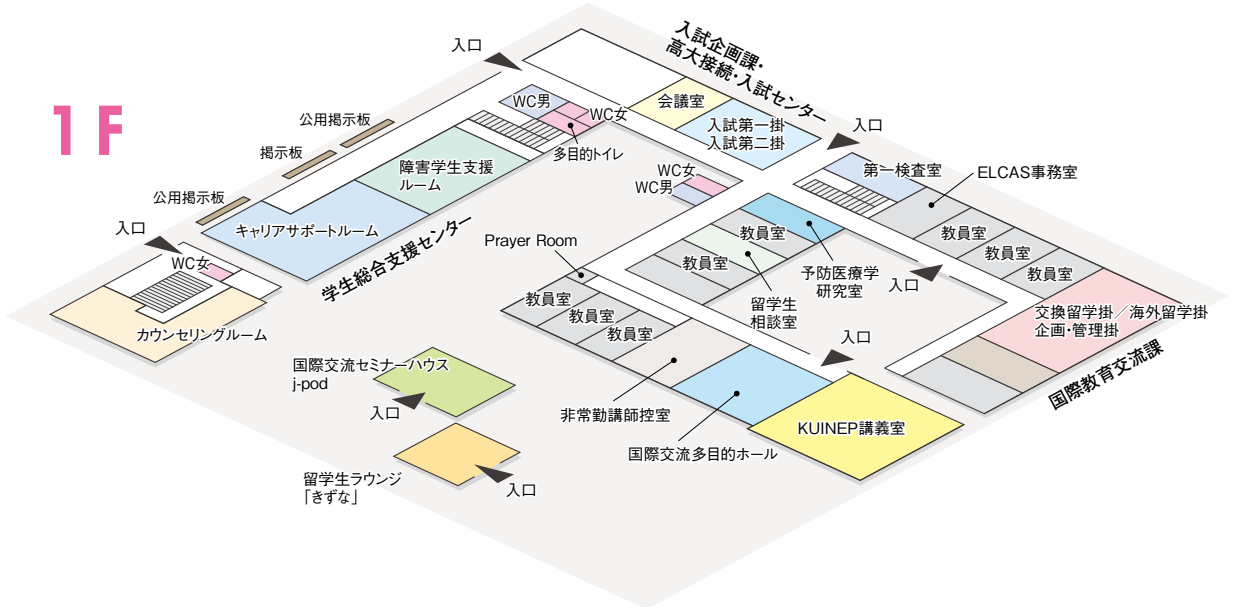 1F
入口
入試企画課・
高大接続・入試センター
会議室
入試第一掛
入試第二掛
入口
WC男
WC女
多目的トイレ
公用掲示板
掲示板
公用掲示板
障害学生支援
ルーム
キャリアサポートルーム
学生総合支援センター
入口
WC女
カウンセリングルーム
WC女
WC男
第一検査室
ELCAS事務室
教員室
教員室
教員室
教員室
教員室
予防医療学
研究室
留学生
相談室
入口
Prayer Room
教員室
教員室
教員室
交換留学掛／海外留学掛
企画・管理掛
国際教育交流課
入口
非常勤講師控室
国際交流多目的ホール
KUINEP講義室
国際交流セミナーハウス
j-pod
入口
留学生ラウンジ
「きずな」
入口